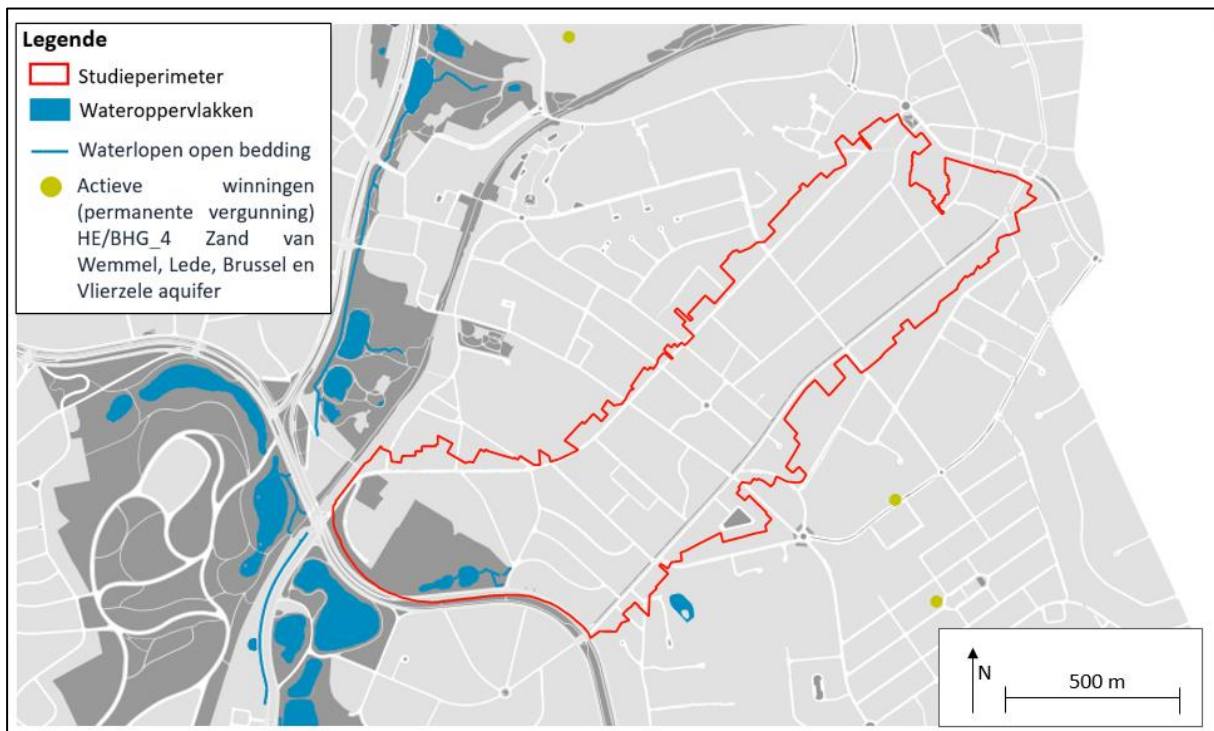 Legende
Studieperimeter
Wateroppervlakken
Waterlopen open bedding
Actieve winningen
(permanente vergunning)
HE/BHG_4 Zand van
Wemmel, Lede, Brussel en
Vlierzele aquifer
N
500 m